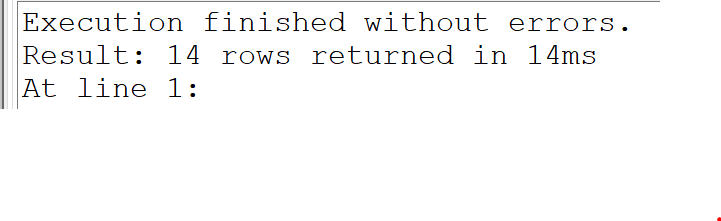 Execution finished without errors.
Result: 14 rows returned in 14ms
At line 1: